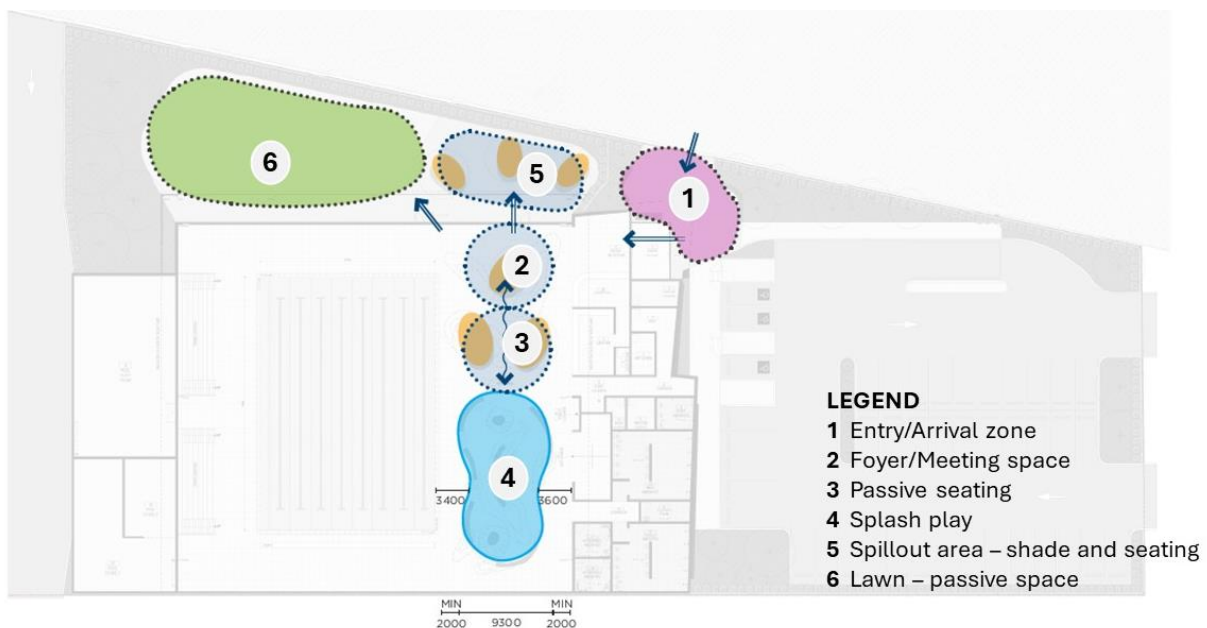 6
5
1
2
3
4
3400
3600
LEGEND
1 Entry/Arrival zone
2 Foyer/Meeting space
3 Passive seating
4 Splash play
5 Spillout area – shade and seating
6 Lawn – passive space
MIN MIN
2000 9300 2000